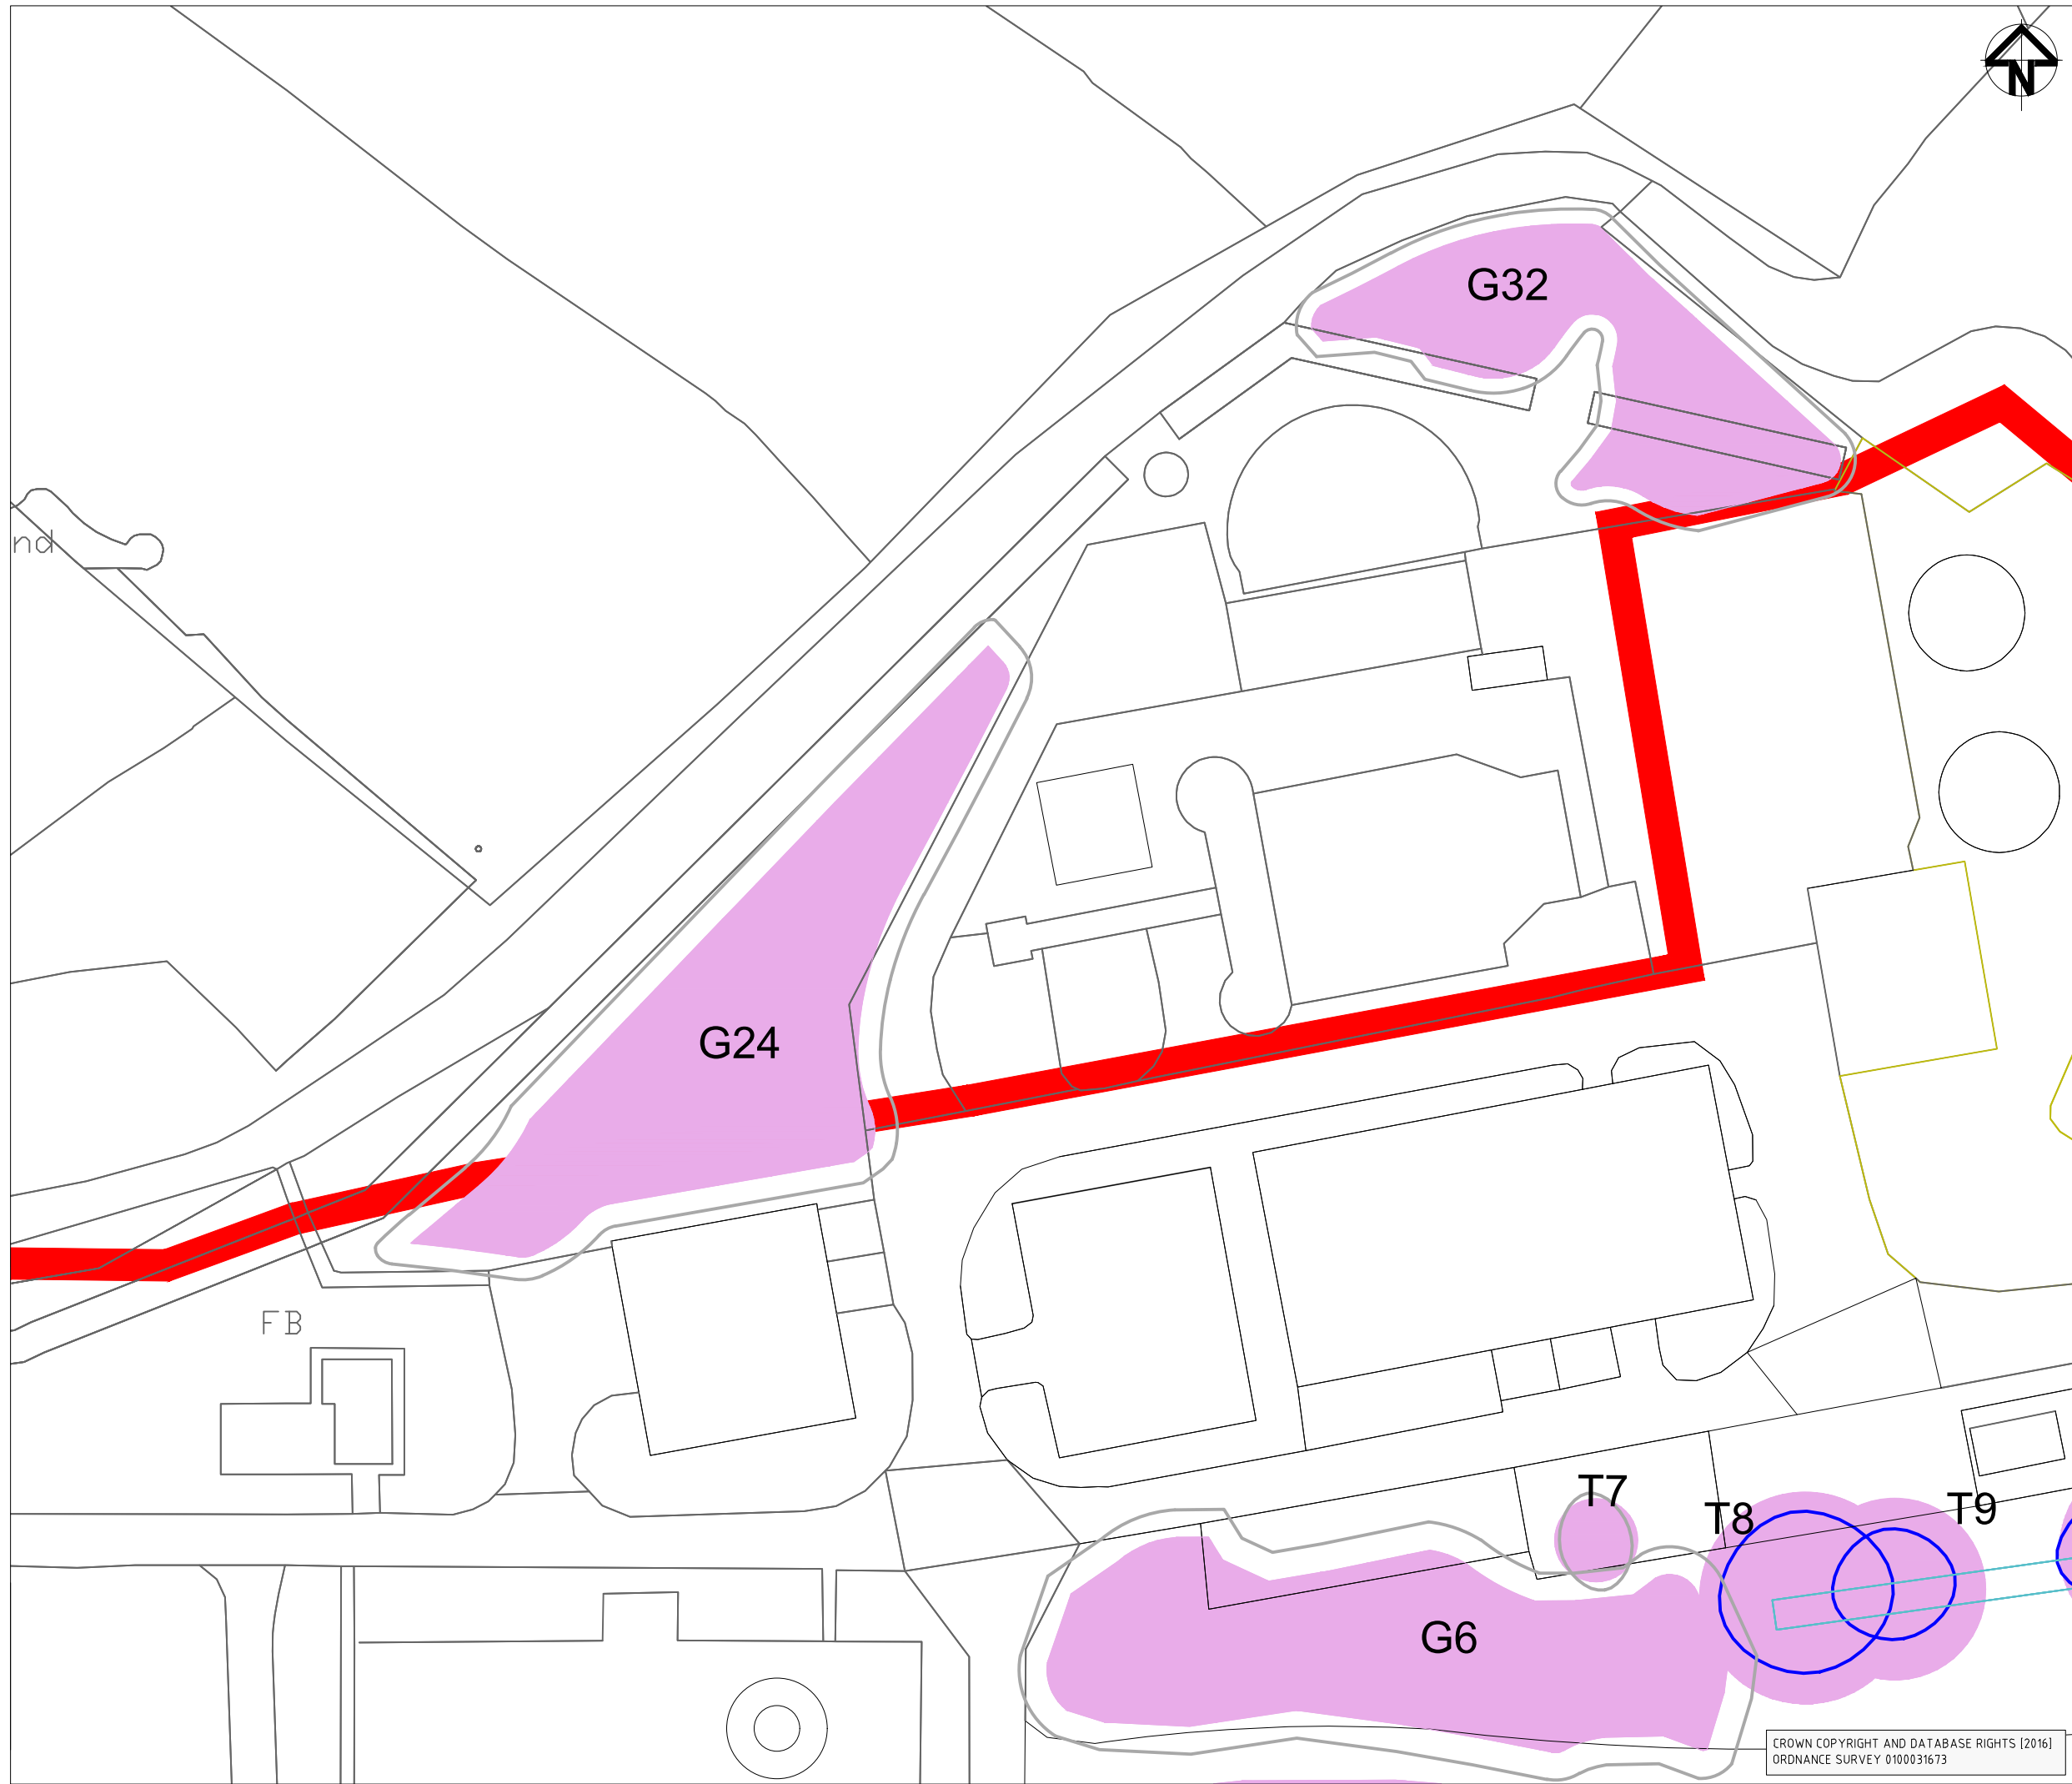 N
G32
nd
G24
FB
T7
T8
T9
G6
CROWN COPYRIGHT AND DATABASE RIGHTS [2016]
ORDNANCE SURVEY 0100031673